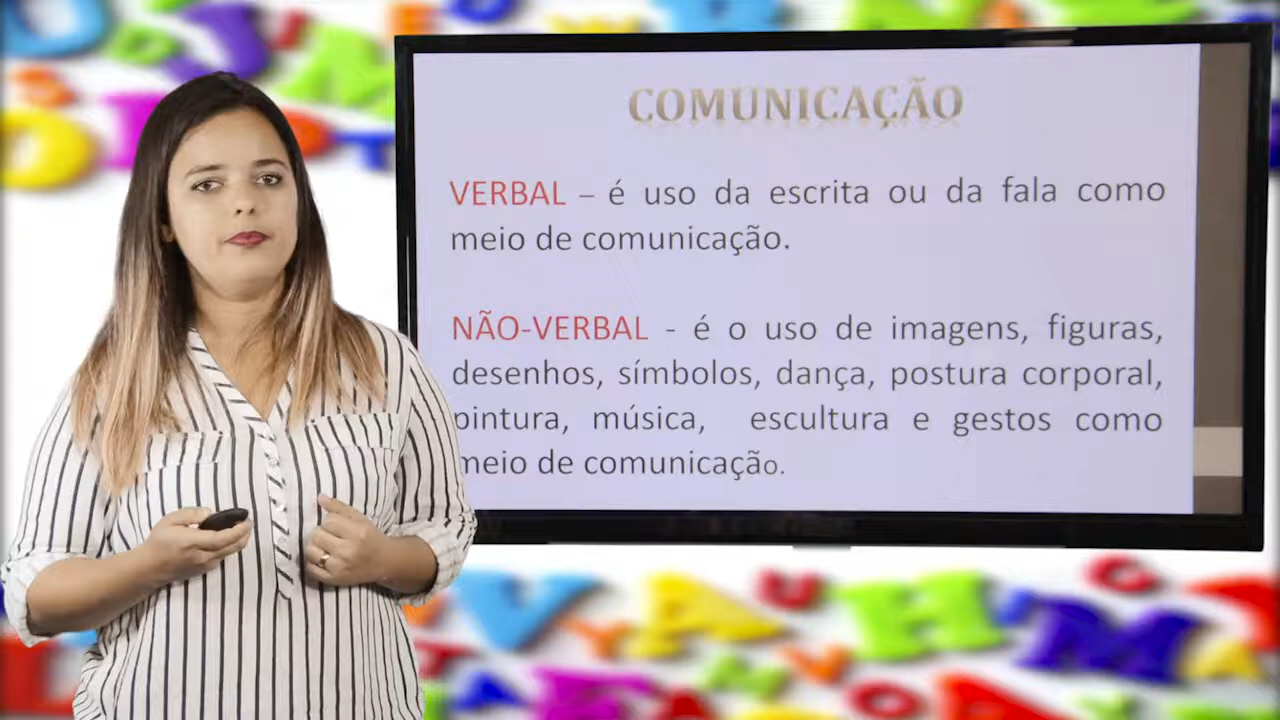 COMUNICAÇÃO
VERBAL – é uso da escrita ou da fala como
meio de comunicação.
NÃO-VERBAL - é o uso de imagens, figuras,
desenhos, símbolos, dança, postura corporal,
pintura, música, escultura e gestos como
meio de comunicação.